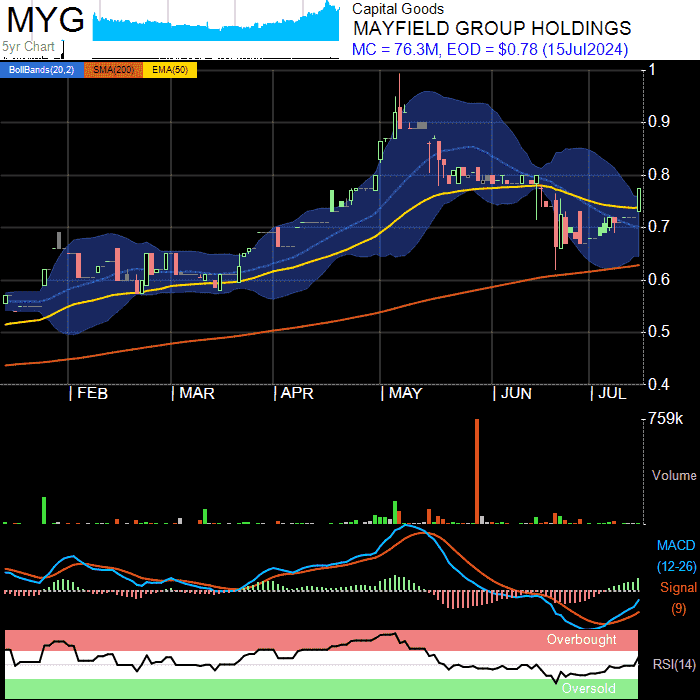 MYG
5yr Chart
Capital Goods
MAYFIELD GROUP HOLDINGS
MC = 76.3M, EOD = $0.78 (15Jul2024)
BollBands(20,2) SMA(200) EMA(50)
1
0.9
0.8
0.7
0.6
0.5
0.4
FEB MAR APR MAY JUN JUL
759k
Volume
MACD
(12-26)
Signal
(9)
Overbought
RSI(14)
Oversold